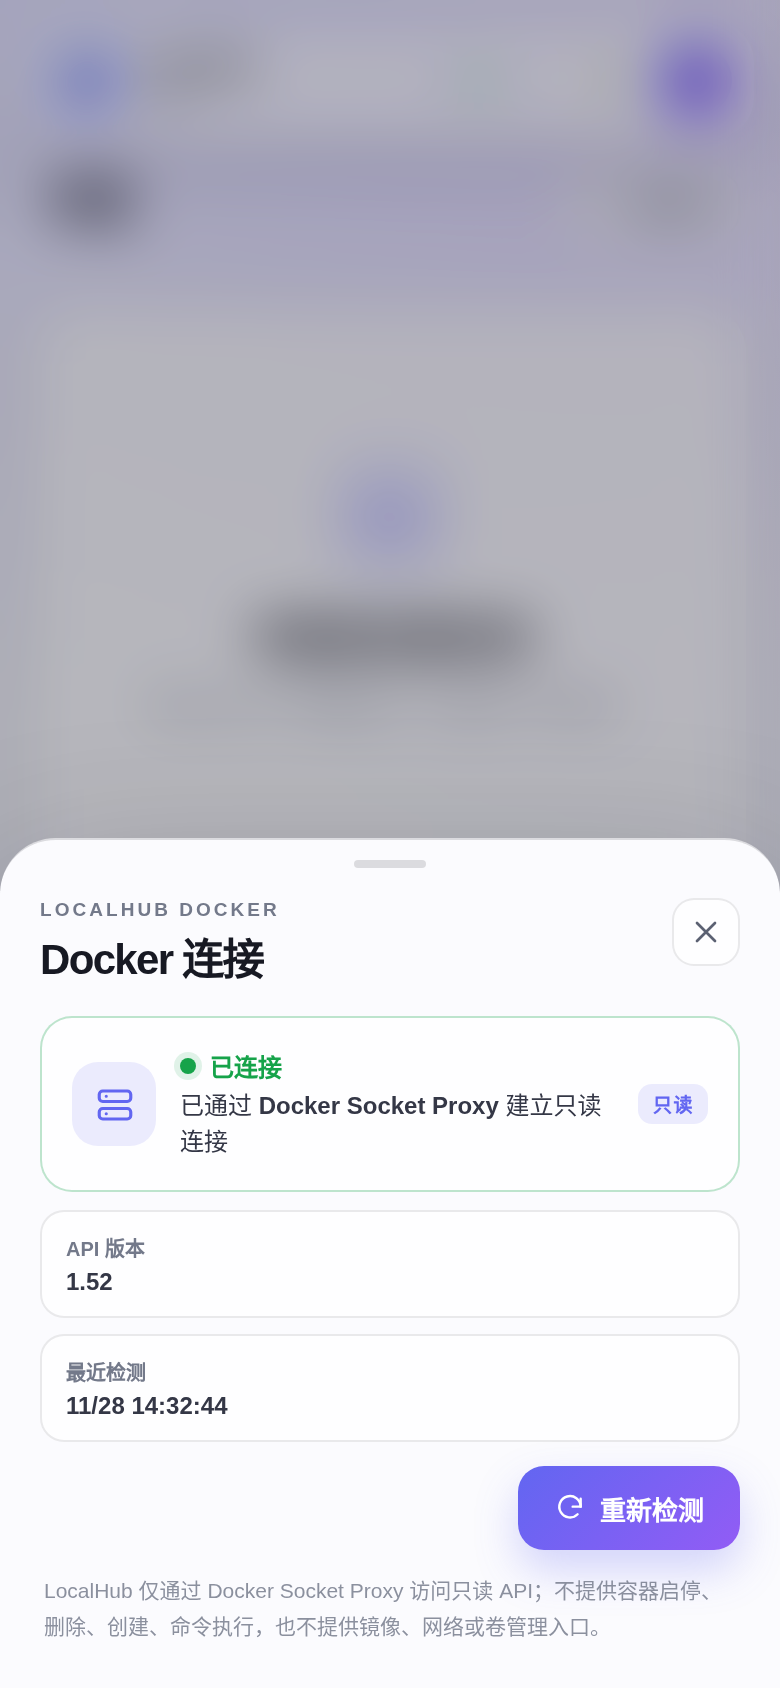 LOCALHUB DOCKER
Docker 连接
已连接
已通过 Docker Socket Proxy 建立只读
连接
只读
API 版本
1.52
最近检测
11/28 14:32:44
重新检测
LocalHub 仅通过 Docker Socket Proxy 访问只读 API；不提供容器启停、
删除、创建、命令执行，也不提供镜像、网络或卷管理入口。